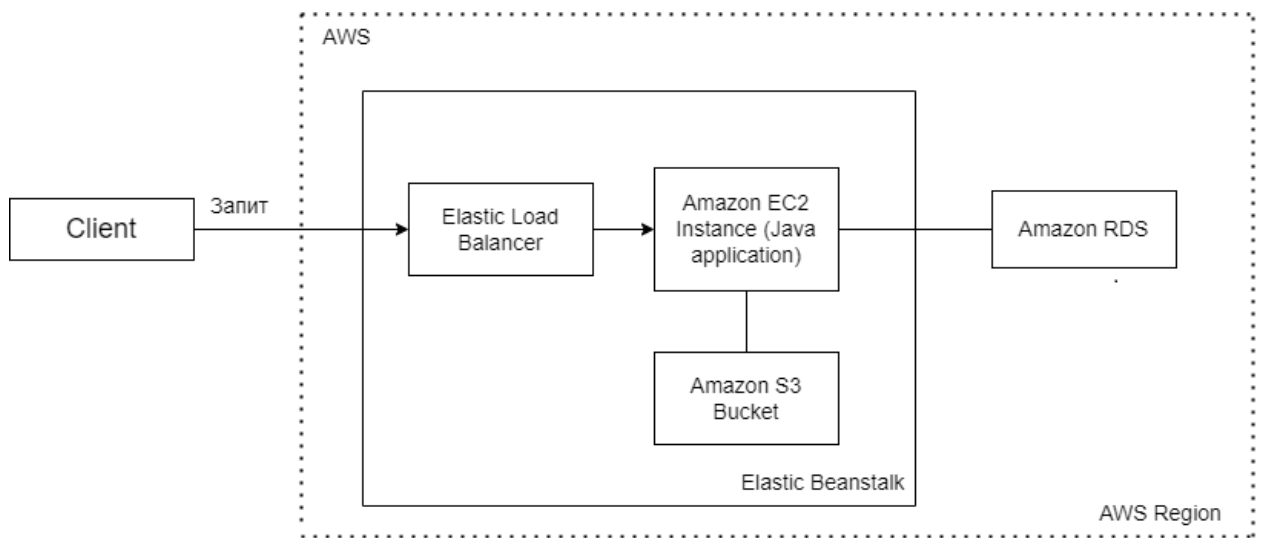 AWS
Запит
Client
Elastic Load
Balancer
Amazon EC2
Instance (Java
application)
Amazon RDS
Amazon S3
Bucket
Elastic Beanstalk
AWS Region